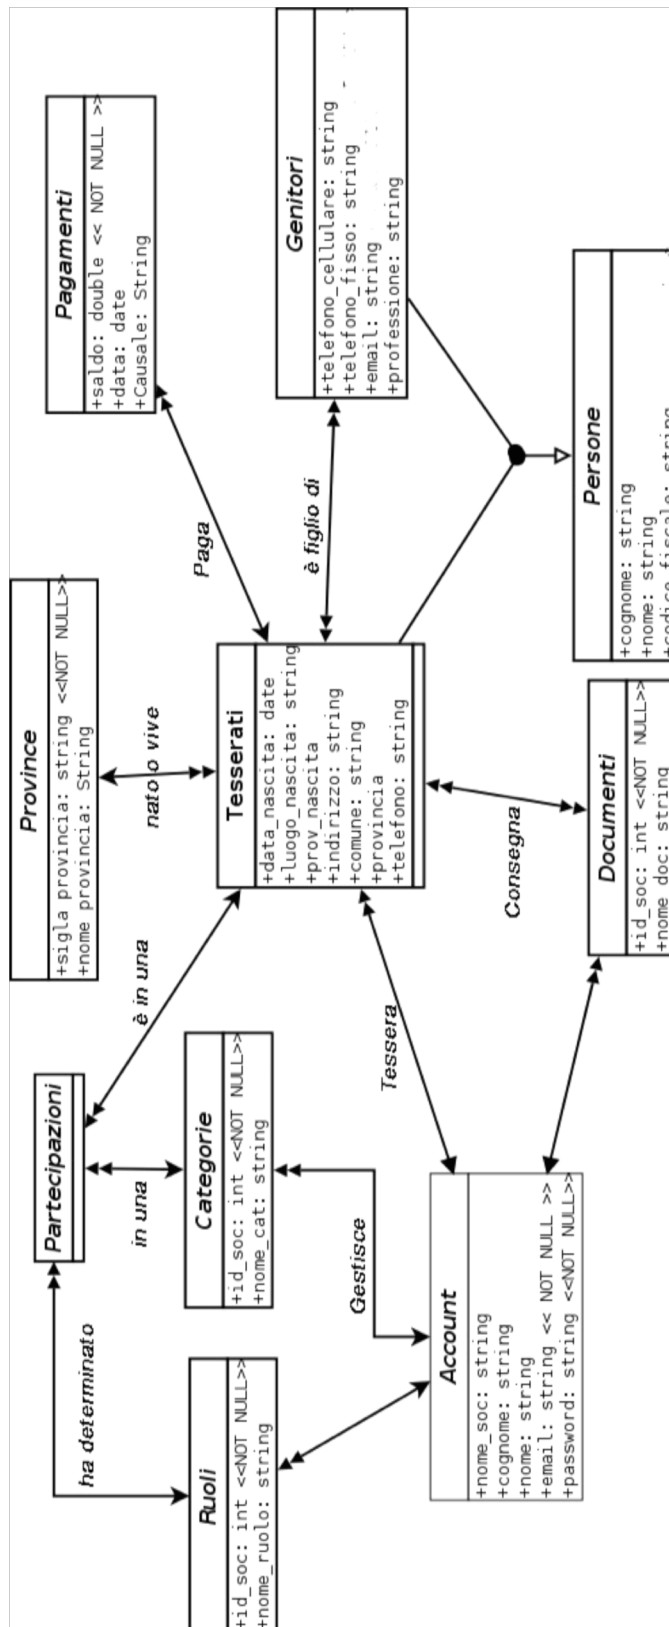 Pagamenti
+saldo: double << NOT NULL >>
+data: date
+Causale: String
Genitori
+telefono_cellulare: string
+telefono_fisso: string
+email: string
+professione: string
Paga
è figlio di
Persone
+cognome: string
+nome: string
+codice_fiscale: string
Province
+sigla provincia: string <<NOT NULL>>
+nome provincia: String
nato o vive
Tesserati
+data_nascita: date
+luogo_nascita: string
+prov_nascita
+indirizzo: string
+comune: string
+provincia
+telefono: string
Consegna
Documenti
+id_soc: int <<NOT NULL>>
+nome doc: string
è in una
Tessera
Partecipazioni
in una
Categorie
+id_soc: int <<NOT NULL>>
+nome_cat: string
Gestisce
Account
+nome_soc: string
+cognome: string
+nome: string
+email: string << NOT NULL >>
+password: string <<NOT NULL>>
ha determinato
Ruoli
+id_soc: int <<NOT NULL>>
+nome_ruolo: string